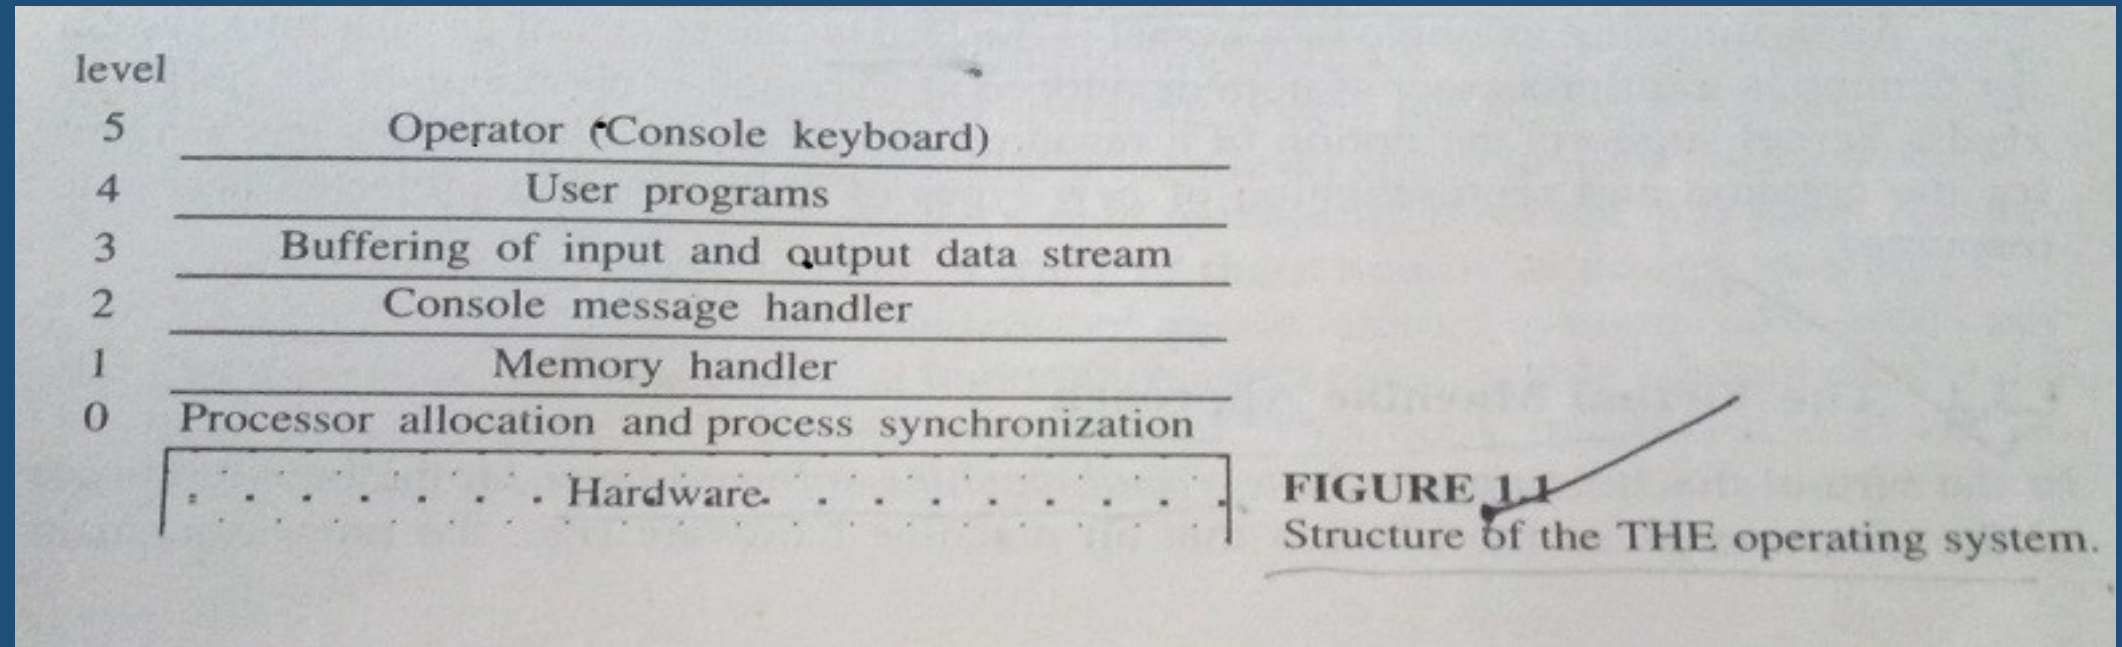 level
5 Operator (Console keyboard)
4 User programs
3 Buffering of input and output data stream
2 Console message handler
1 Memory handler
0 Processor allocation and process synchronization
Hardware
FIGURE 1.1
Structure of the THE operating system.